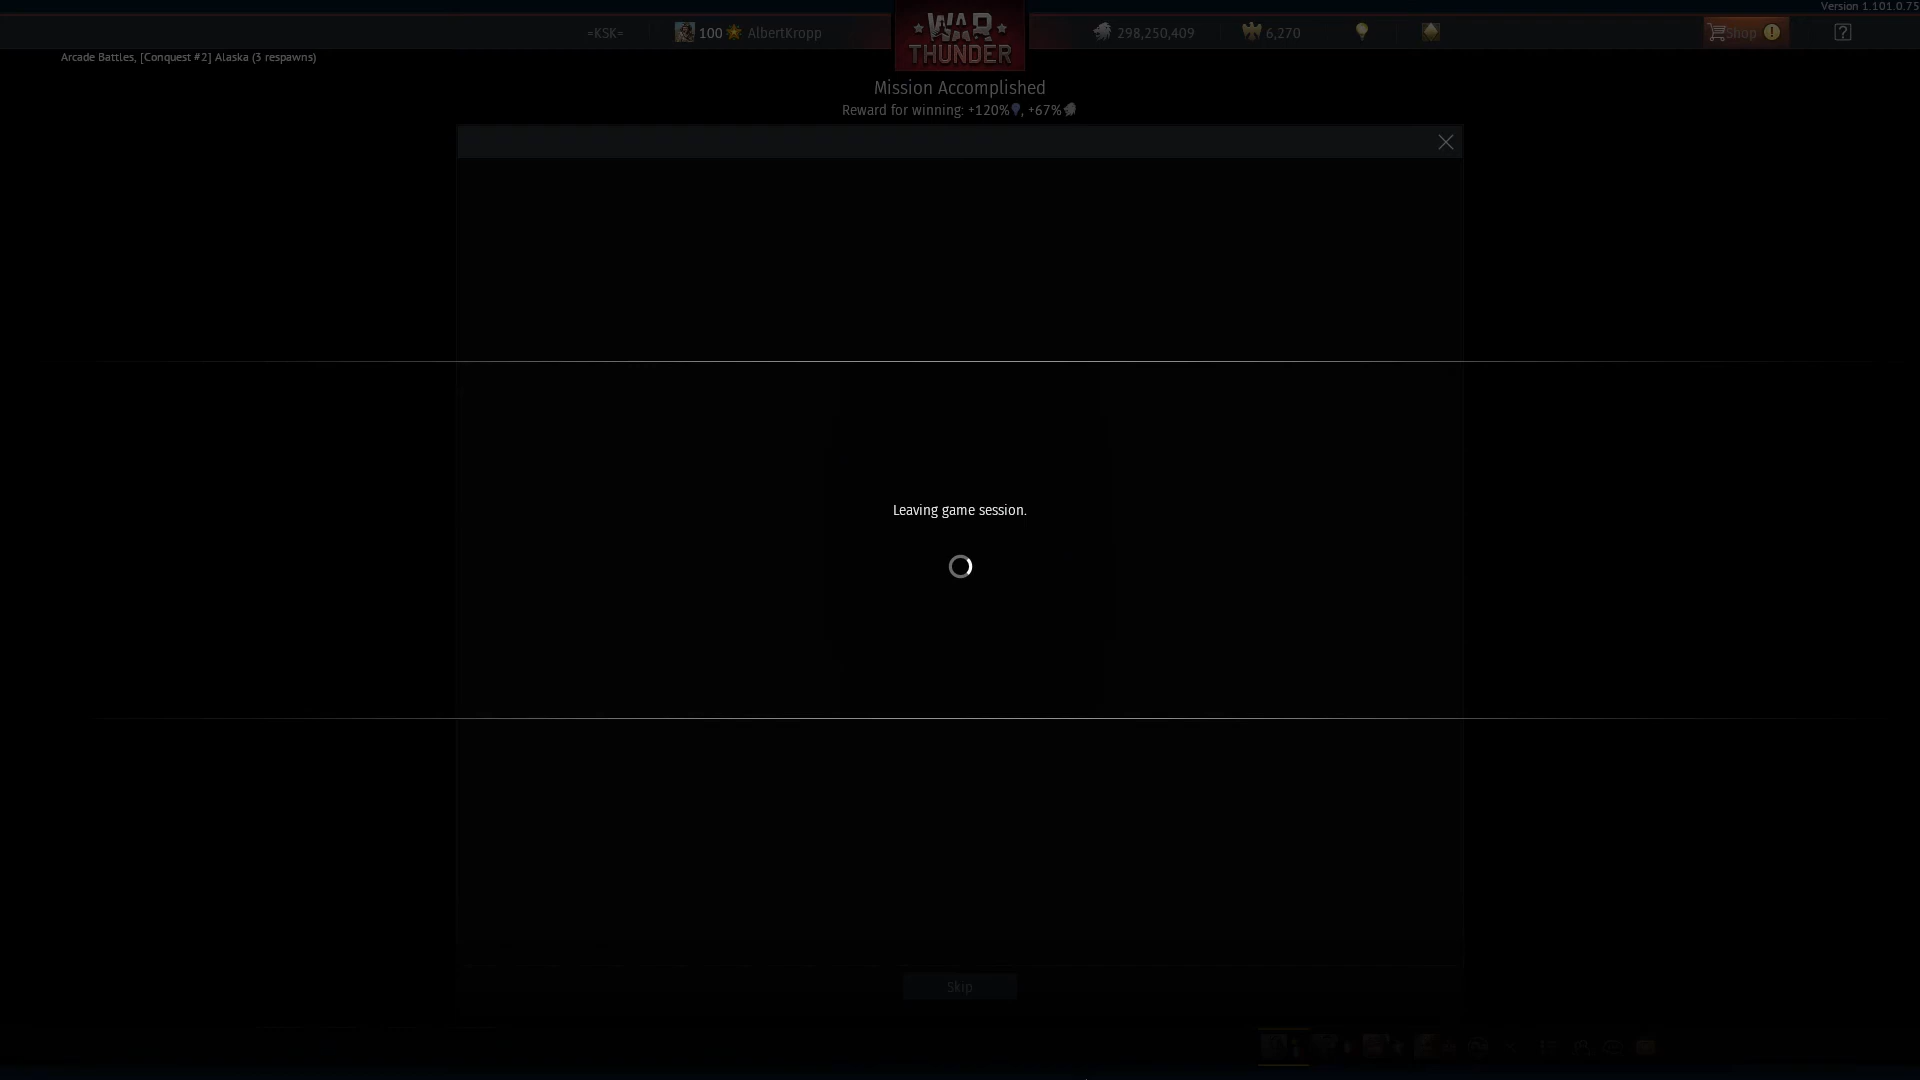 Version 1.101.0.75
=KSK=
100
AlbertKropp
WAR
THUNDER
298,250,409
6,270
Shop
!
?
Arcade Battles, [Conquest #2] Alaska (3 respawns)
Mission Accomplished
Reward for winning: +120%, +67%
Leaving game session.
Skip